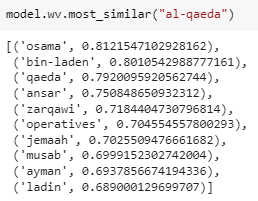 model.wv.most_similar("al-qaeda")
[('osama', 0.8121547102928162),
('bin-laden', 0.8010542988777161),
('qaeda', 0.7920095920562744),
('ansar', 0.750848650932312),
('zarqawi', 0.7184404730796814),
('operatives', 0.704554557800293),
('jemaah', 0.7025509476661682),
('musab', 0.6999152302742004),
('ayman', 0.6937856674194336),
('ladin', 0.689000129699707)]